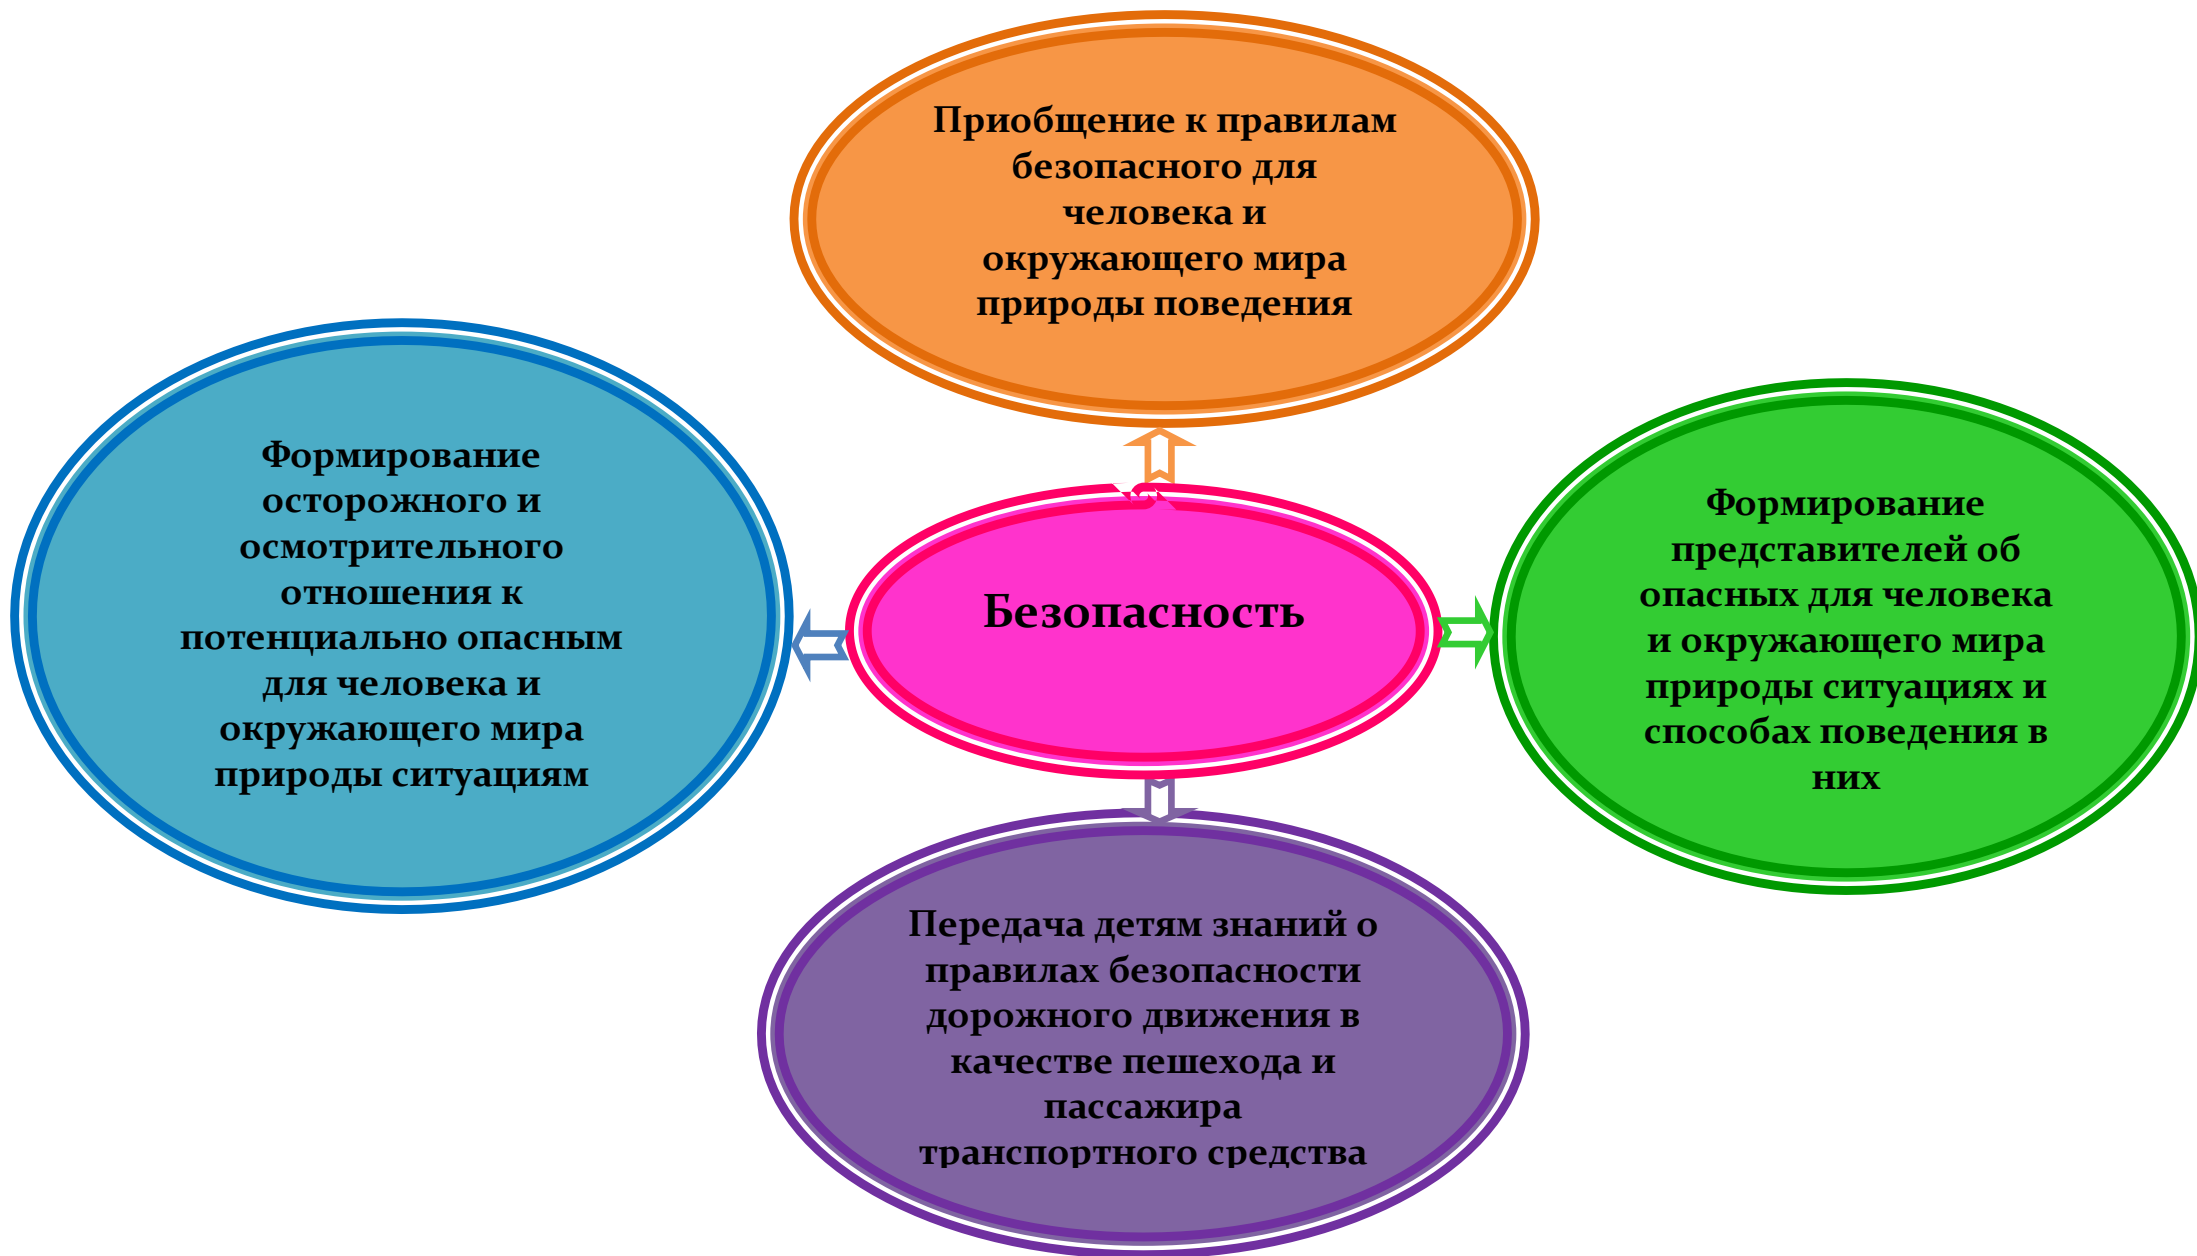 Приобщение к правилам
безопасного для
человека и
окружающего мира
природы поведения
Формирование
осторожного и
осмотрительного
отношения к
потенциально опасным
для человека и
окружающего мира
природы ситуациям
Безопасность
Формирование
представителей об
опасных для человека
и окружающего мира
природы ситуациях и
способах поведения в
них
Передача детям знаний о
правилах безопасности
дорожного движения в
качестве пешехода и
пассажира
транспортного средства